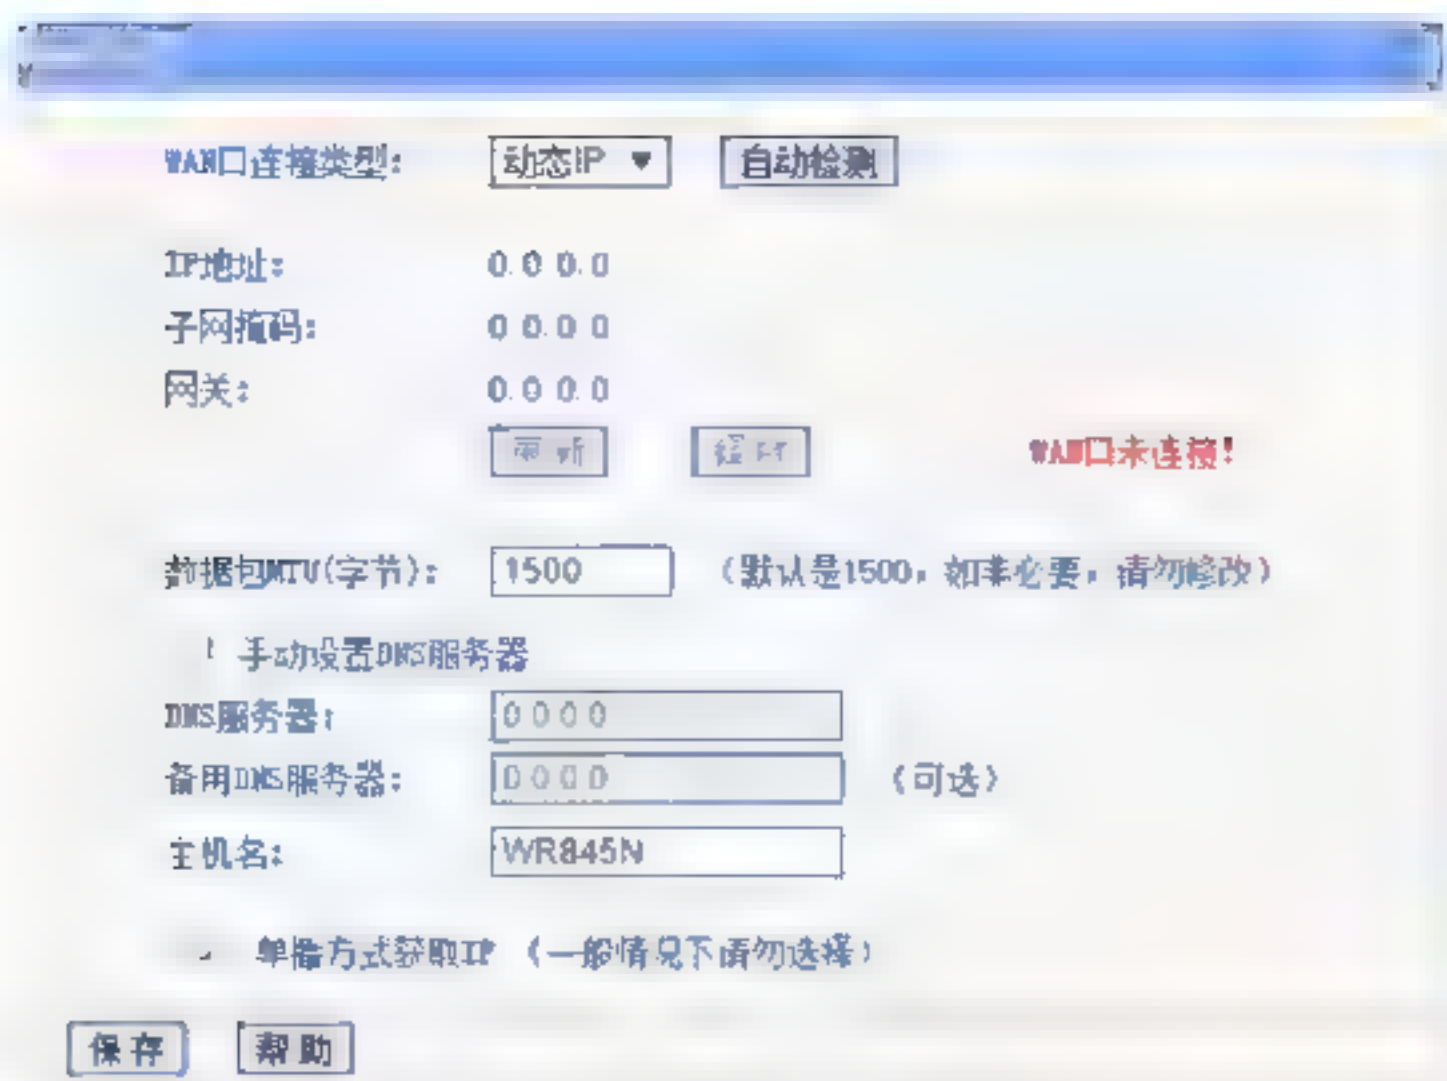 WAN口连接类型： 动态IP 自动检测
IP地址： 0.0.0.0
子网掩码： 0.0.0.0
网关： 0.0.0.0
更新 释放 WAN口未连接！
数据包MTU(字节)： 1500 （默认是1500，如非必要，请勿修改）
手动设置DNS服务器
DNS服务器： 0.0.0.0
备用DNS服务器： 0.0.0.0 （可选）
主机名： WR845N
单播方式获取IP （一般情况下请勿选择）
保存 帮助